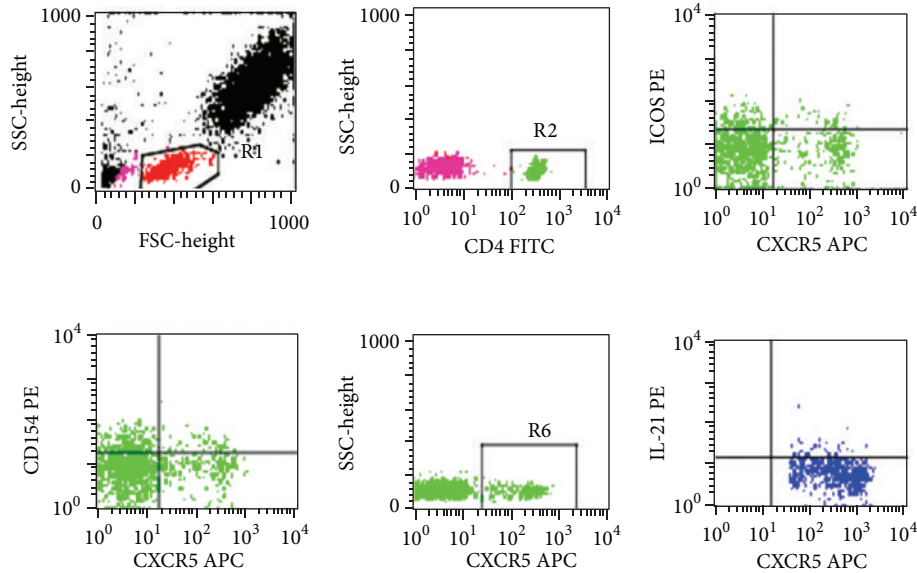 1000
SSC-height
0
R1
0
1000
FSC-height
1000
SSC-height
0
R2
10^0
10^1
10^2
10^3
10^4
CD4 FITC
10^4
ICOS PE
10^0
10^0
10^1
10^2
10^3
10^4
CXCR5 APC
10^4
CD154 PE
10^0
10^0
10^1
10^2
10^3
10^4
CXCR5 APC
1000
SSC-height
0
R6
10^0
10^1
10^2
10^3
10^4
CXCR5 APC
10^4
IL-21 PE
10^0
10^0
10^1
10^2
10^3
10^4
CXCR5 APC